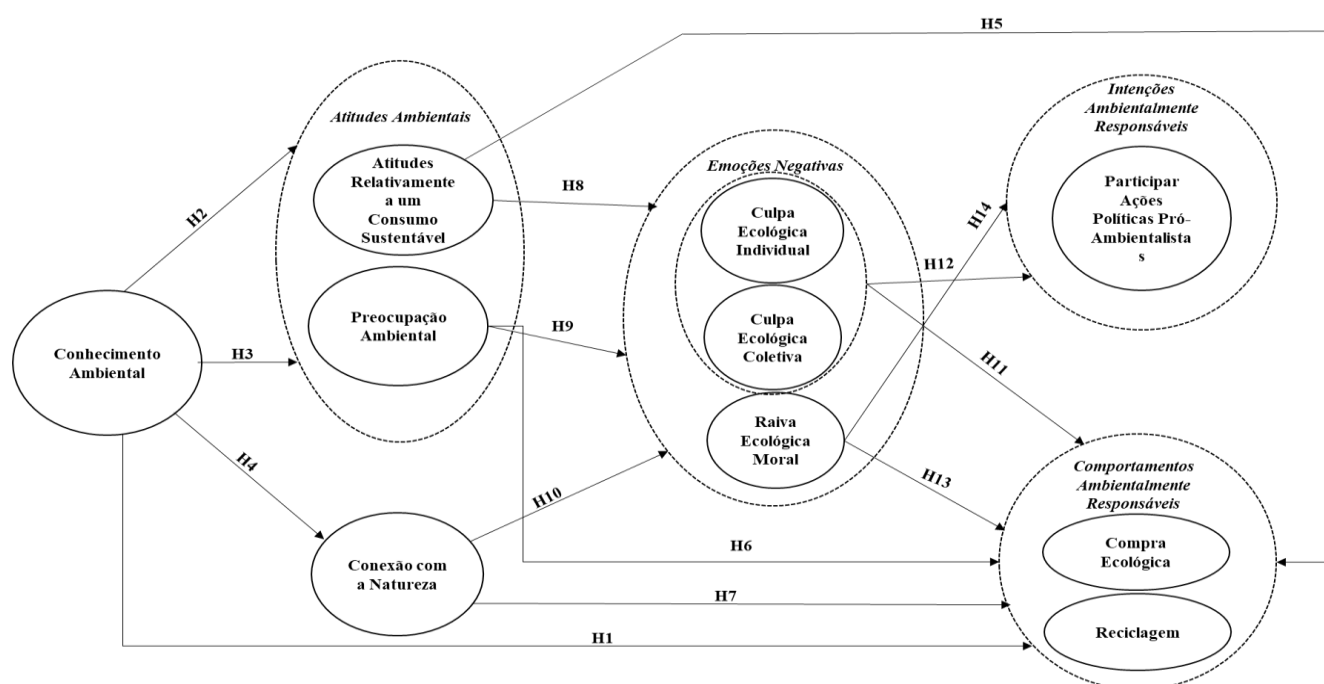 H5
Atitudes Ambientais
Atitudes
Relativamente
a um
Consumo
Sustentável
Preocupação
Ambiental
Conhecimento
Ambiental
Conexão com
a Natureza
H2
H3
H4
H8
H9
H10
Emoções Negativas
Culpa
Ecológica
Individual
Culpa
Ecológica
Coletiva
Raiva
Ecológica
Moral
H14
H12
H11
H13
H6
H7
H1
Intenções
Ambientalmente
Responsáveis
Participar
Ações
Políticas Pró-
Ambientalista
s
Comportamentos
Ambientalmente
Responsáveis
Compra
Ecológica
Reciclagem